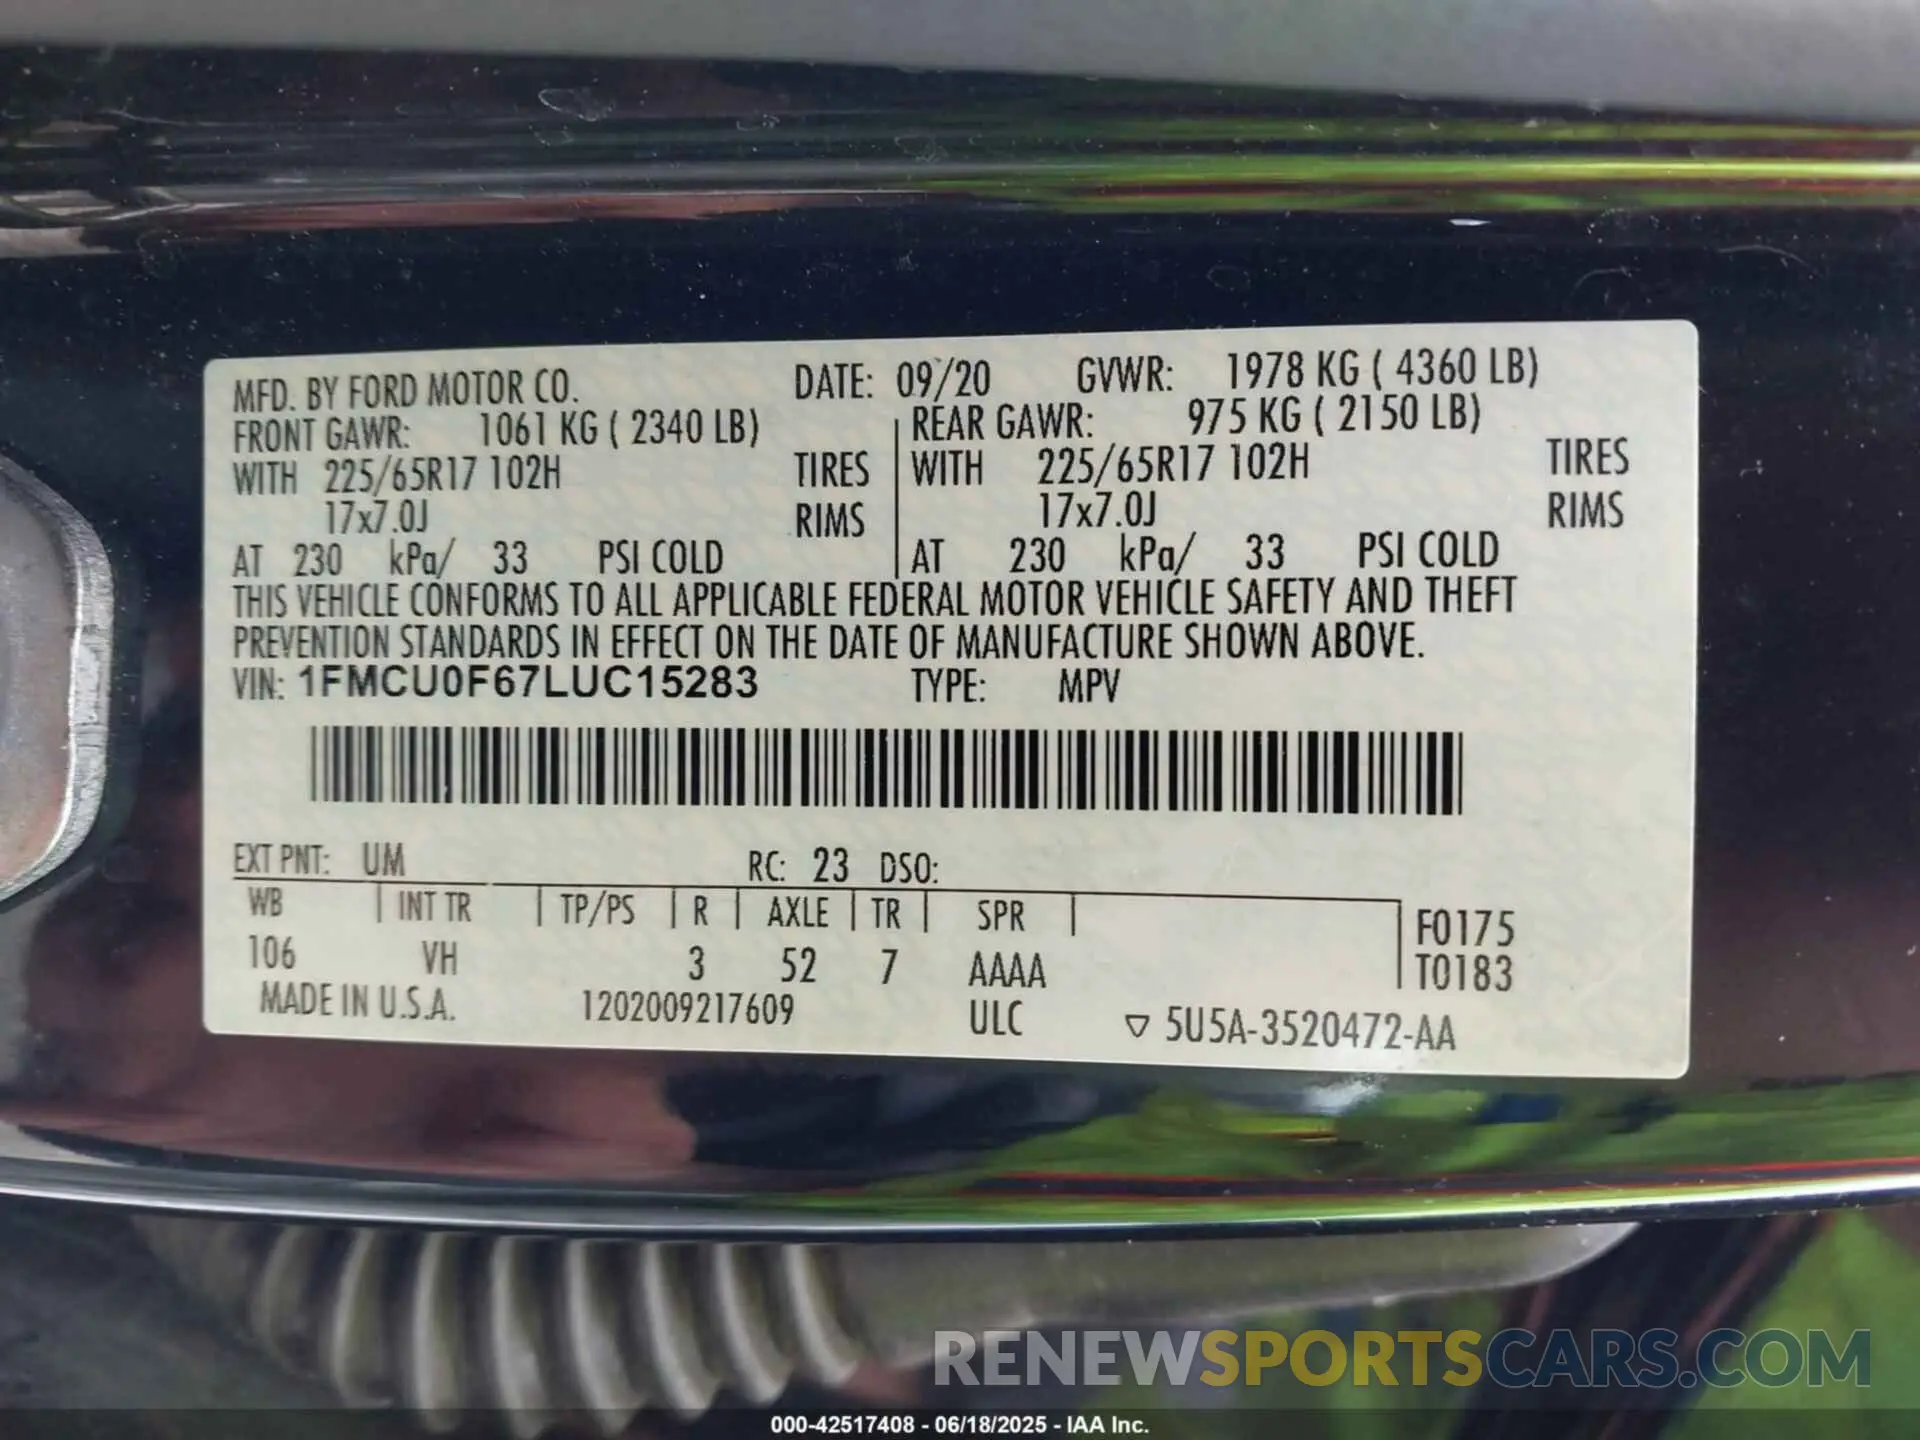 MFD. BY FORD MOTOR CO. DATE: 09/20 GVWR: 1978 KG ( 4360 LB)
FRONT GAWR: 1061 KG ( 2340 LB) REAR GAWR: 975 KG ( 2150 LB)
WITH 225/65R17 102H TIRES WITH 225/65R17 102H TIRES
17x7.0J RIMS 17x7.0J RIMS
AT 230 kPa/ 33 PSI COLD AT 230 kPa/ 33 PSI COLD
THIS VEHICLE CONFORMS TO ALL APPLICABLE FEDERAL MOTOR VEHICLE SAFETY AND THEFT
PREVENTION STANDARDS IN EFFECT ON THE DATE OF MANUFACTURE SHOWN ABOVE.
VIN: 1FMCU0F67LUC15283 TYPE: MPV
EXT PNT: UM RC: 23 DSO:
WB INT TR TP/PS R AXLE TR SPR F0175
106 VH 3 52 7 AAAA T0183
MADE IN U.S.A. 1202009217609 ULC ▽ 5U5A-3520472-AA
RENEWSPORTSCARS.COM
000-42517408 - 06/18/2025 - IAA Inc.